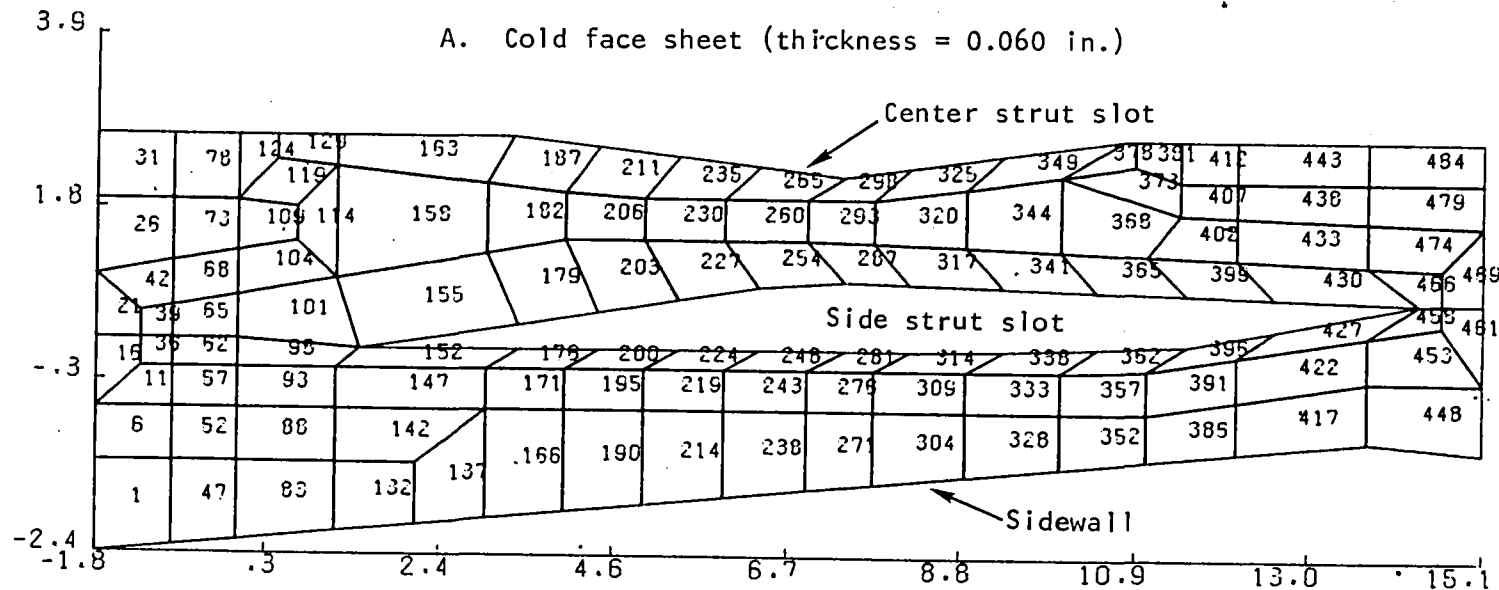 3.9
A. Cold face sheet (thickness = 0.060 in.)
Center strut slot
31 78 124 129 163 187 211 235 265 298 325 349 378 381 412 443 484
119 373
1.8 26 73 109 114 158 182 206 230 260 293 320 344 368 407 438 479
402 433 474
42 68 104 179 203 227 254 287 317 341 365 399 430 466 469
21 39 65 101 155
Side strut slot
458 461
16 36 62 152 200 224 248 281 314 338 362 396 427
-.3 11 57 93 147 171 195 219 243 276 309 333 357 391 422 453
6 52 88 142 417 448
1 47 132 137 166 190 214 238 271 304 328 352 385
Sidewall
-2.4
-1.8 .3 2.4 4.6 6.7 8.8 10.9 13.0 15.1